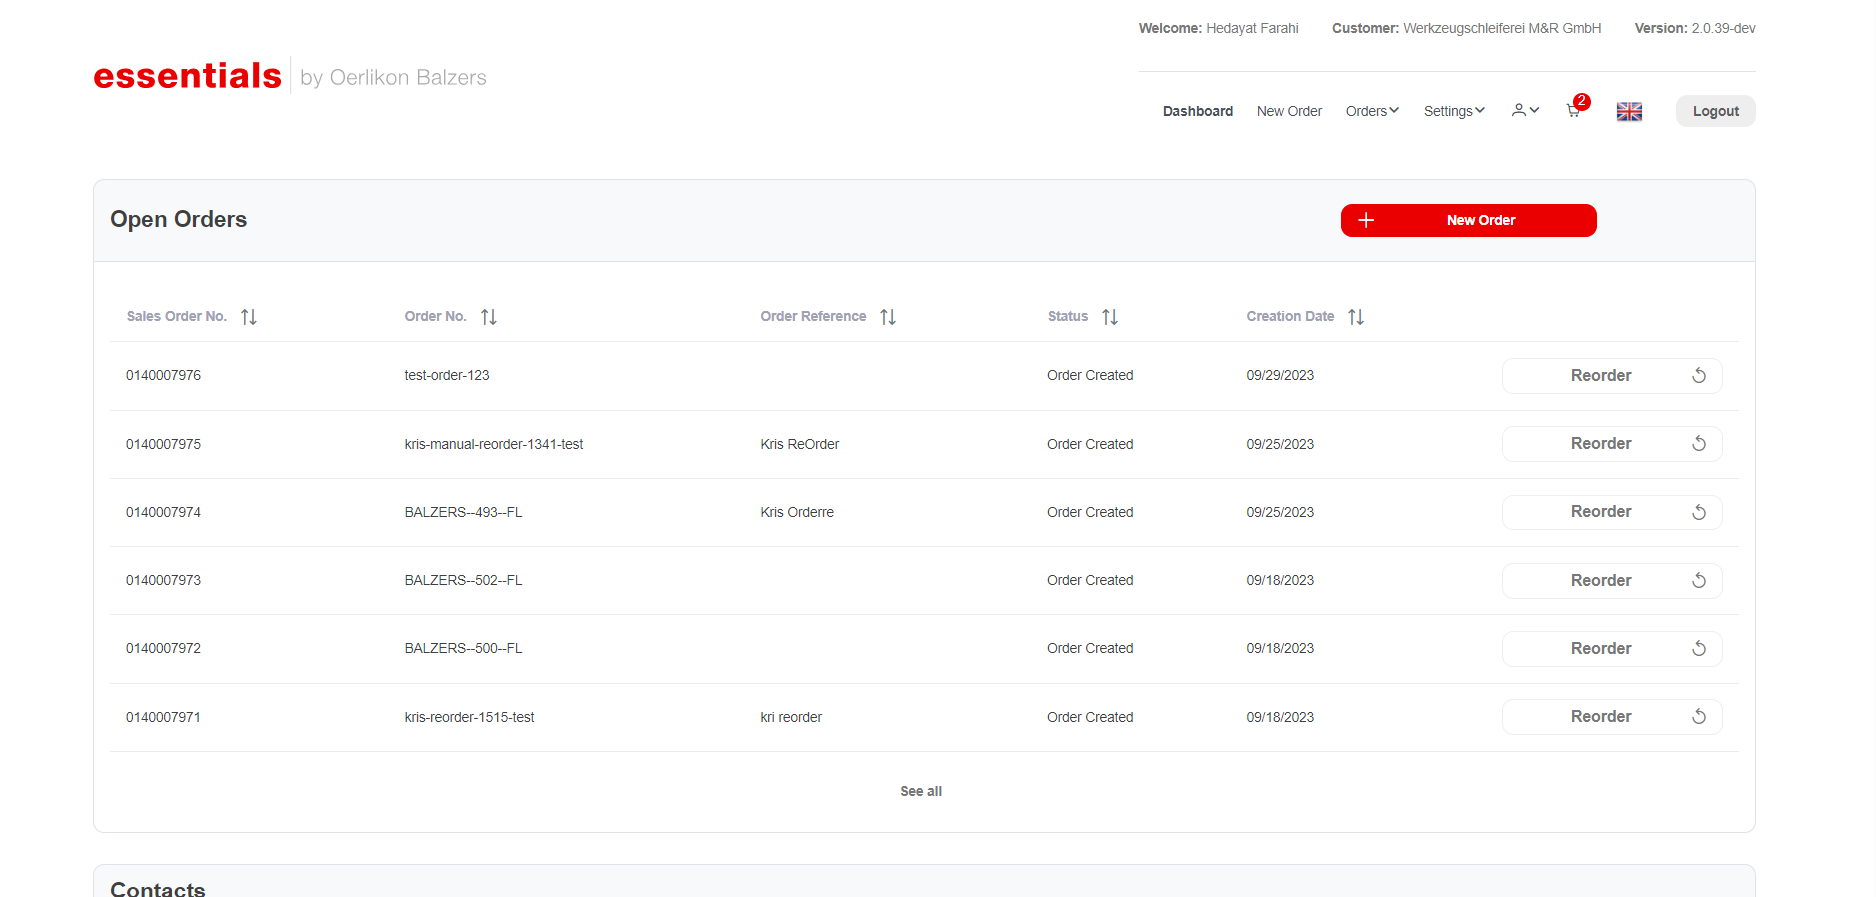 Welcome: Hedayat Farahi Customer: Werkzeugschleiferei M&R GmbH Version: 2.0.39-dev
essentials by Oerlikon Balzers
Dashboard New Order Orders Settings 2 Logout
Open Orders New Order
Sales Order No. Order No. Order Reference Status Creation Date
0140007976 test-order-123 Order Created 09/29/2023 Reorder
0140007975 kris-manual-reorder-1341-test Kris ReOrder Order Created 09/25/2023 Reorder
0140007974 BALZERS--493--FL Kris Orderre Order Created 09/25/2023 Reorder
0140007973 BALZERS--502--FL Order Created 09/18/2023 Reorder
0140007972 BALZERS--500--FL Order Created 09/18/2023 Reorder
0140007971 kris-reorder-1515-test kri reorder Order Created 09/18/2023 Reorder
See all
Contacts